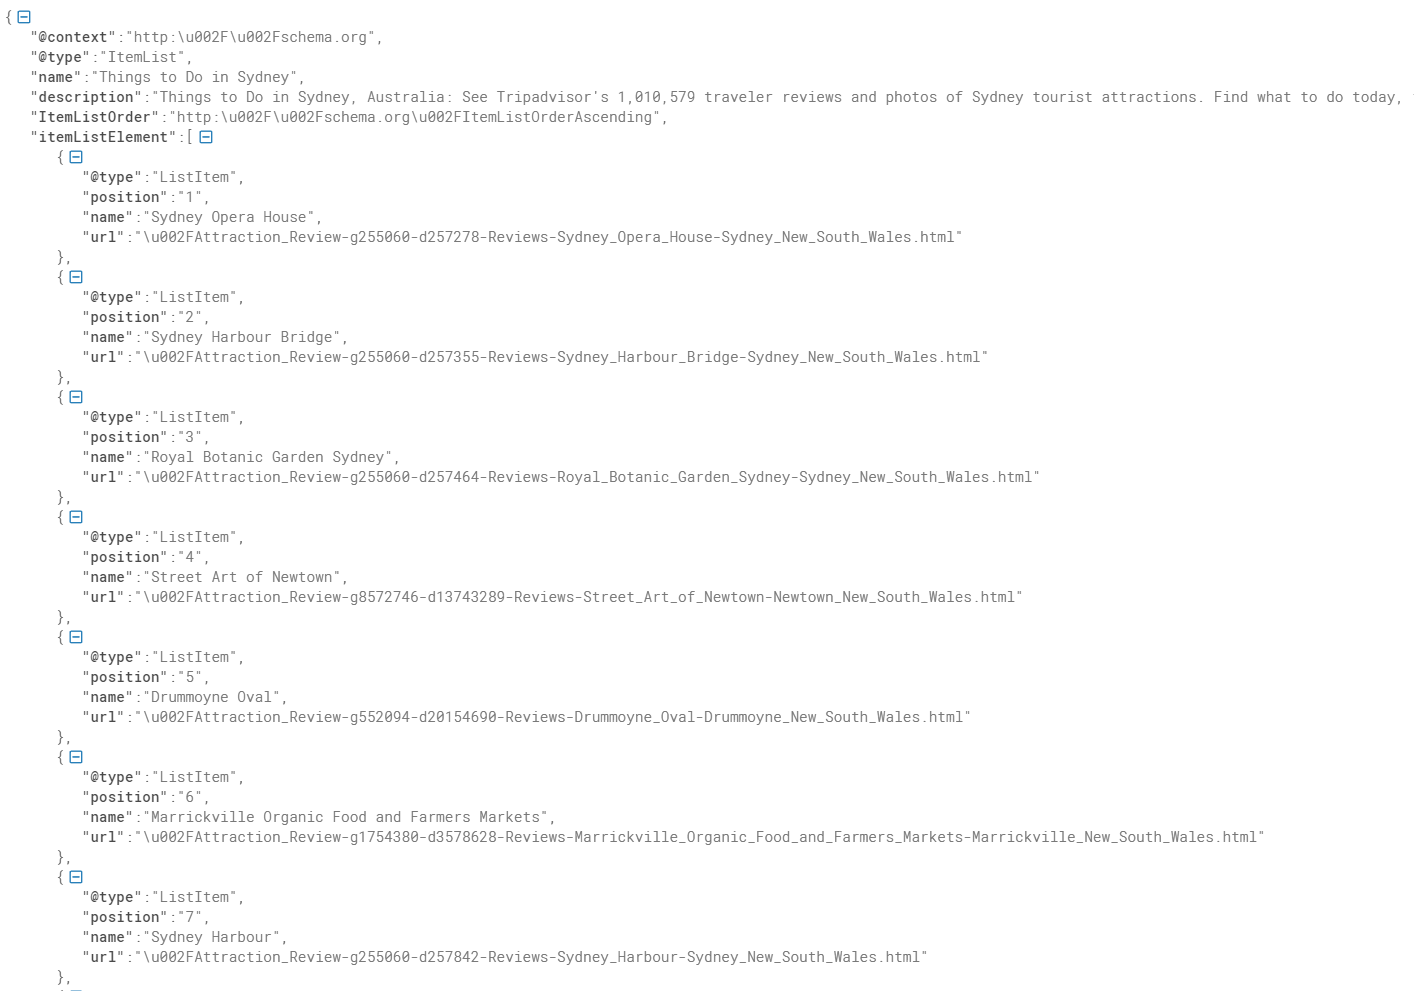 {
"@context":"http:\u002F\u002Fschema.org",
"@type":"ItemList",
"name":"Things to Do in Sydney",
"description":"Things to Do in Sydney, Australia: See Tripadvisor's 1,010,579 traveler reviews and photos of Sydney tourist attractions. Find what to do today,
"ItemListOrder":"http:\u002F\u002Fschema.org\u002FItemListOrderAscending",
"itemListElement":[
{
"@type":"ListItem",
"position":"1",
"name":"Sydney Opera House",
"url":"\u002FAttraction_Review-g255060-d257278-Reviews-Sydney_Opera_House-Sydney_New_South_Wales.html"
},
{
"@type":"ListItem",
"position":"2",
"name":"Sydney Harbour Bridge",
"url":"\u002FAttraction_Review-g255060-d257355-Reviews-Sydney_Harbour_Bridge-Sydney_New_South_Wales.html"
},
{
"@type":"ListItem",
"position":"3",
"name":"Royal Botanic Garden Sydney",
"url":"\u002FAttraction_Review-g255060-d257464-Reviews-Royal_Botanic_Garden_Sydney-Sydney_New_South_Wales.html"
},
{
"@type":"ListItem",
"position":"4",
"name":"Street Art of Newtown",
"url":"\u002FAttraction_Review-g8572746-d13743289-Reviews-Street_Art_of_Newtown-Newtown_New_South_Wales.html"
},
{
"@type":"ListItem",
"position":"5",
"name":"Drummoyne Oval",
"url":"\u002FAttraction_Review-g552094-d20154690-Reviews-Drummoyne_Oval-Drummoyne_New_South_Wales.html"
},
{
"@type":"ListItem",
"position":"6",
"name":"Marrickville Organic Food and Farmers Markets",
"url":"\u002FAttraction_Review-g1754380-d3578628-Reviews-Marrickville_Organic_Food_and_Farmers_Markets-Marrickville_New_South_Wales.html"
},
{
"@type":"ListItem",
"position":"7",
"name":"Sydney Harbour",
"url":"\u002FAttraction_Review-g255060-d257842-Reviews-Sydney_Harbour-Sydney_New_South_Wales.html"
},